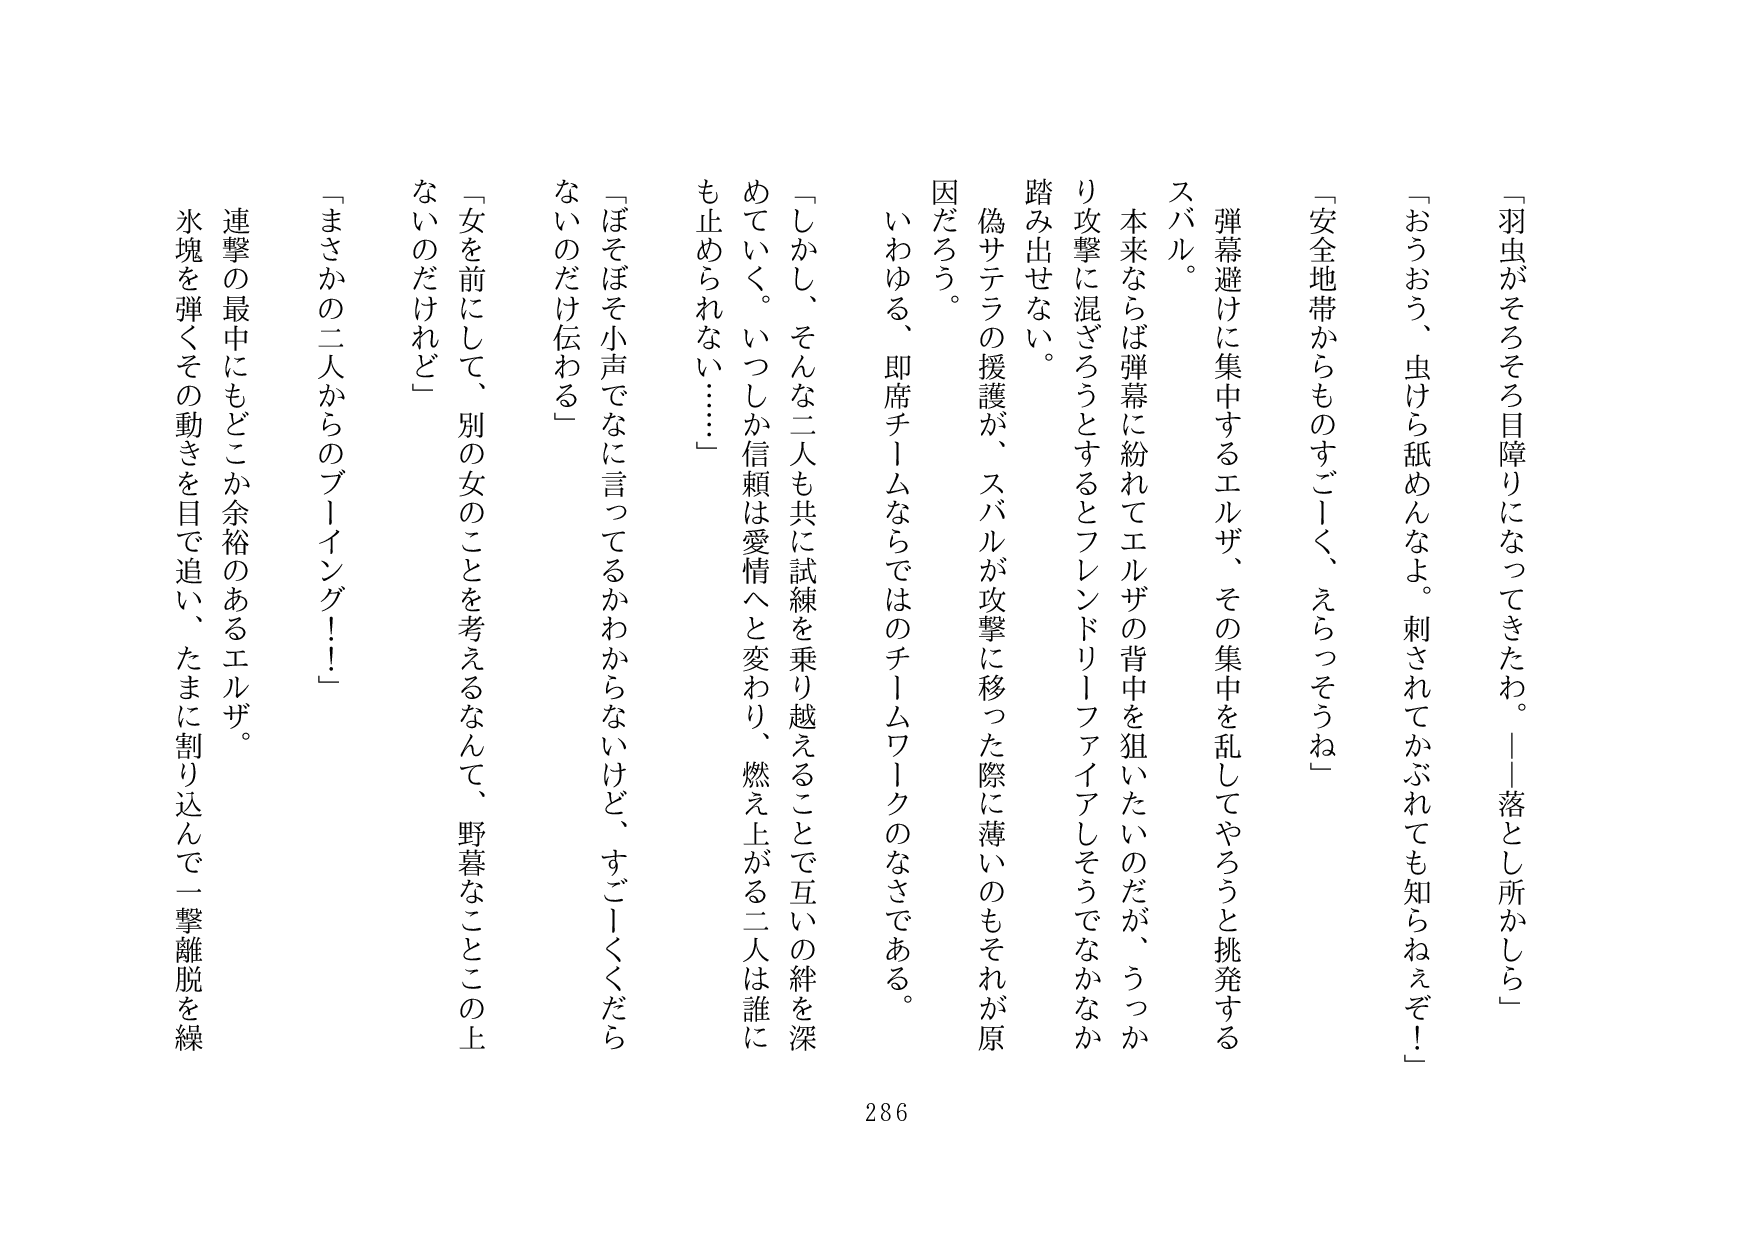 「羽虫がそろそろ目障りになってきたわ。――落とし所かしら」
「おうおう、虫けら舐めんなよ。刺されてかぶれても知らねぇぞ！」
「安全地帯からものすごーく、えらっそうね」
　弾幕避けに集中するエルザ、その集中を乱してやろうと挑発する
スバル。
　本来ならば弾幕に紛れてエルザの背中を狙いたいのだが、うっか
り攻撃に混ざろうとするとフレンドリーファイアしそうでなかなか
踏み出せない。
　偽サテラの援護が、スバルが攻撃に移った際に薄いのもそれが原
因だろう。
　いわゆる、即席チームならではのチームワークのなさである。
「しかし、そんな二人も共に試練を乗り越えることで互いの絆を深
めていく。いつしか信頼は愛情へと変わり、燃え上がる二人は誰に
も止められない……」
「ぼそぼそ小声でなに言ってるかわからないけど、すごーくくだら
ないのだけ伝わる」
「女を前にして、別の女のことを考えるなんて、野暮なことこの上
ないのだけれど」
「まさかの二人からのブーイング！！」
　連撃の最中にもどこか余裕のあるエルザ。
　氷塊を弾くその動きを目で追い、たまに割り込んで一撃離脱を繰
286